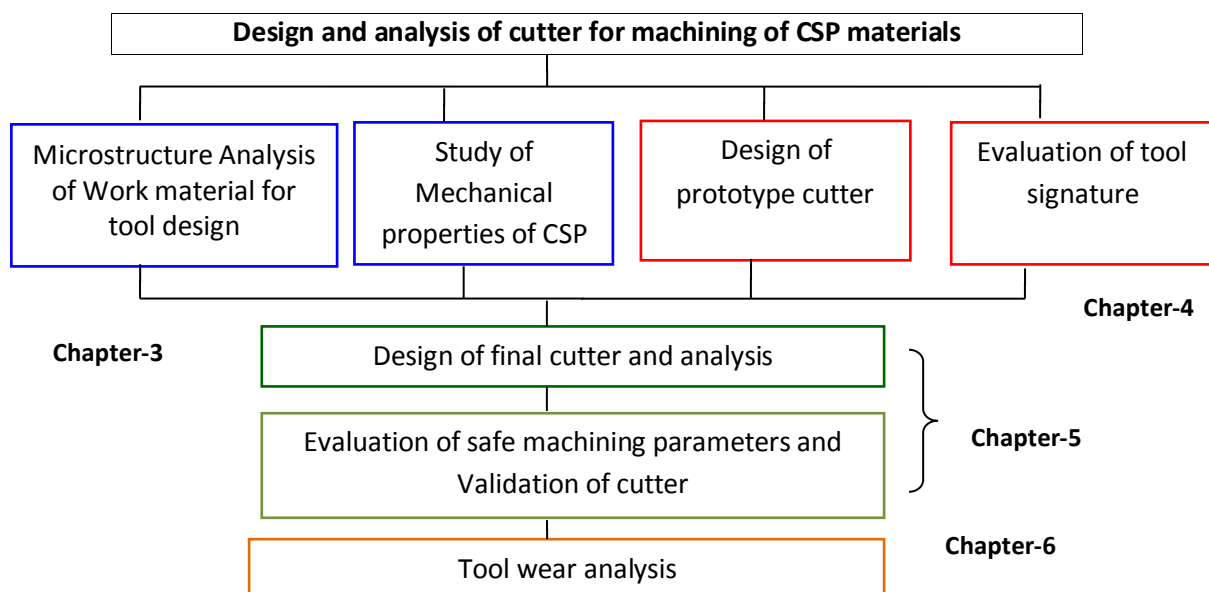 Design and analysis of cutter for machining of CSP materials
Microstructure Analysis
of Work material for
tool design
Study of
Mechanical
properties of CSP
Design of
prototype cutter
Evaluation of tool
signature
Chapter-4
Chapter-3
Design of final cutter and analysis
Evaluation of safe machining parameters and
Validation of cutter
Chapter-5
Chapter-6
Tool wear analysis